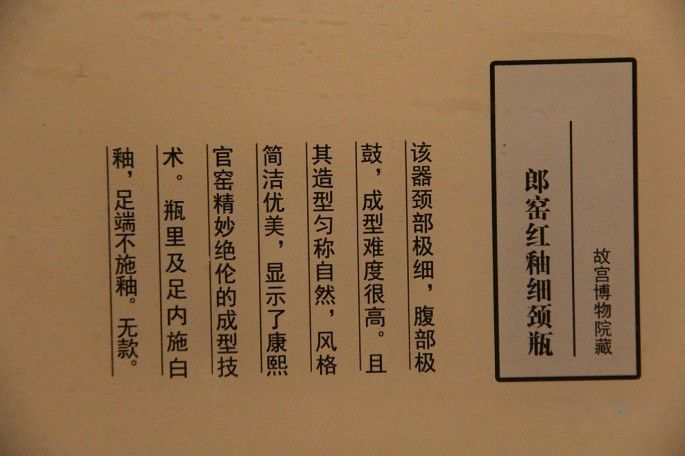 故宫博物院藏
郎窑红釉细颈瓶
该器颈部极细，腹部极
鼓，成型难度很高。且
其造型匀称自然，风格
简洁优美，显示了康熙
官窑精妙绝伦的成型技
术。瓶里及足内施白
釉，足端不施釉。无款。